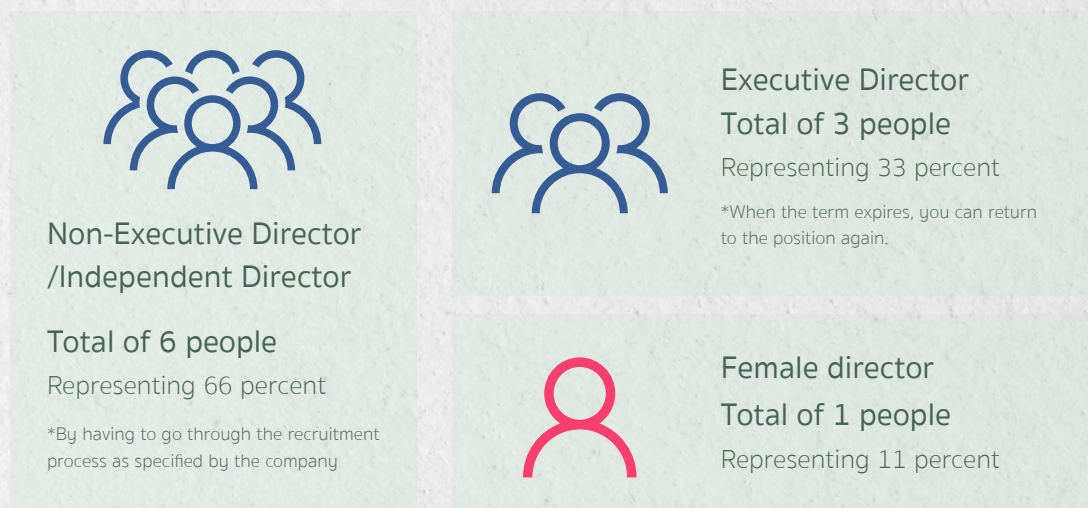 Non-Executive Director
/Independent Director
Total of 6 people
Representing 66 percent
*By having to go through the recruitment
process as specified by the company
Executive Director
Total of 3 people
Representing 33 percent
*When the term expires, you can return
to the position again.
Female director
Total of 1 people
Representing 11 percent